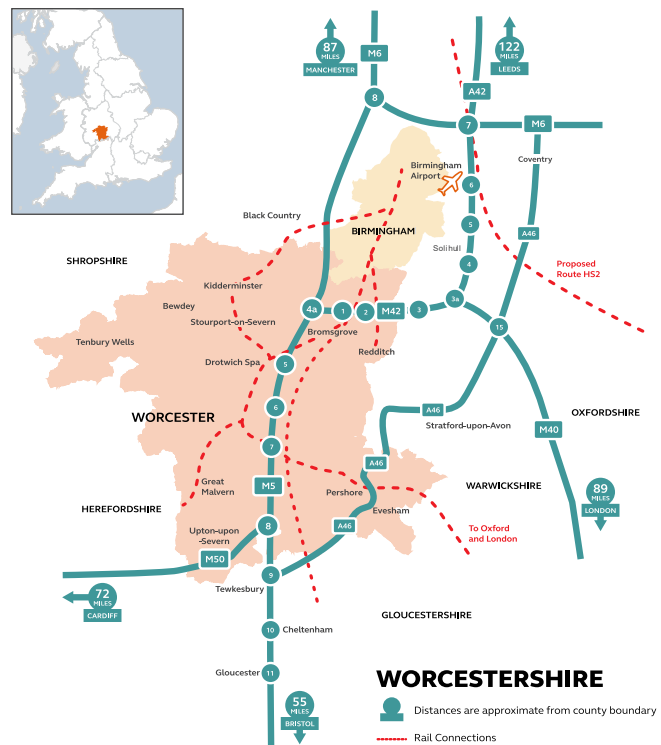 87
MILES
MANCHESTER
M6
122
MILES
LEEDS
A42
8
7
M6
Coventry
Birmingham
Airport
6
Black Country
BIRMINGHAM
5
A46
Solihull
SHROPSHIRE
4
Proposed
Route HS2
Kidderminster
Bewdey
Stourport-on-Severn
4a
1
2
M42
3
3a
15
Bromsgrove
Tenbury Wells
Redditch
Drotwich Spa
5
6
A46
OXFORDSHIRE
WORCESTER
Stratford-upon-Avon
M40
7
A46
Great
Malvern
M5
Pershore
WARWICKSHIRE
89
MILES
LONDON
HEREFORDSHIRE
Evesham
Upton-upon
-Severn
8
A46
To Oxford
and London
M50
9
Tewkesbury
72
MILES
CARDIFF
GLOUCESTERSHIRE
10
Cheltenham
Gloucester
11
WORCESTERSHIRE
55
MILES
BRISTOL
Distances are approximate from county boundary
Rail Connections